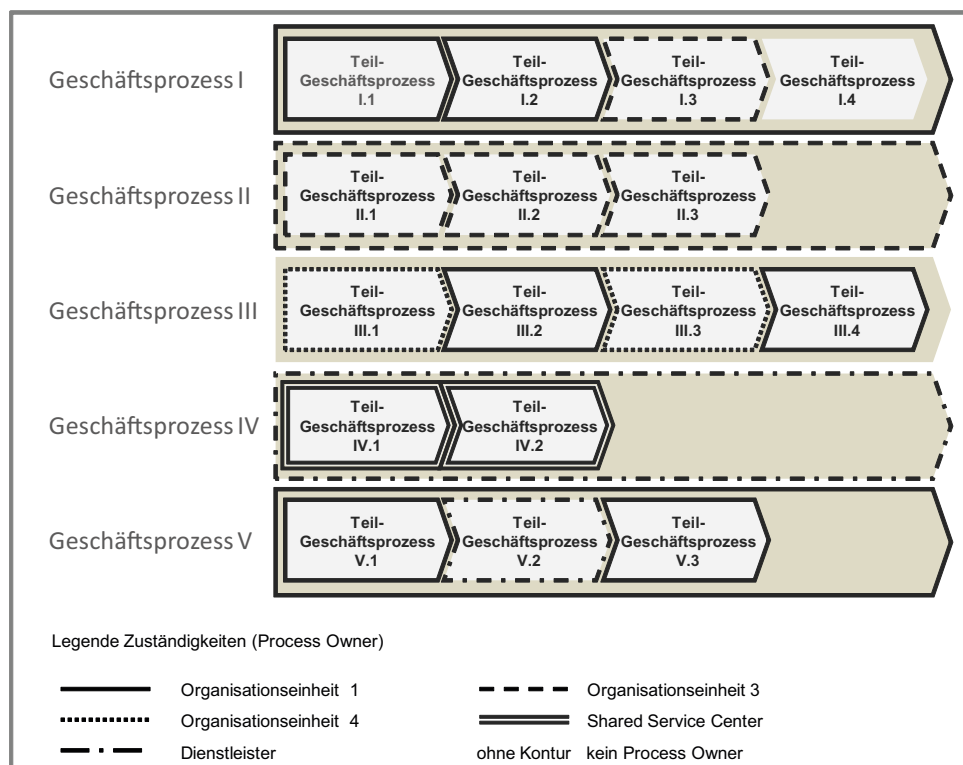 Geschäftsprozess I
Teil-
Geschäftsprozess
I.1
Teil-
Geschäftsprozess
I.2
Teil-
Geschäftsprozess
I.3
Teil-
Geschäftsprozess
I.4
Geschäftsprozess II
Teil-
Geschäftsprozess
II.1
Teil-
Geschäftsprozess
II.2
Teil-
Geschäftsprozess
II.3
Geschäftsprozess III
Teil-
Geschäftsprozess
III.1
Teil-
Geschäftsprozess
III.2
Teil-
Geschäftsprozess
III.3
Teil-
Geschäftsprozess
III.4
Geschäftsprozess IV
Teil-
Geschäftsprozess
IV.1
Teil-
Geschäftsprozess
IV.2
Geschäftsprozess V
Teil-
Geschäftsprozess
V.1
Teil-
Geschäftsprozess
V.2
Teil-
Geschäftsprozess
V.3
Legende Zuständigkeiten (Process Owner)
Organisationseinheit 1
Organisationseinheit 3
Organisationseinheit 4
Shared Service Center
Dienstleister
ohne Kontur kein Process Owner